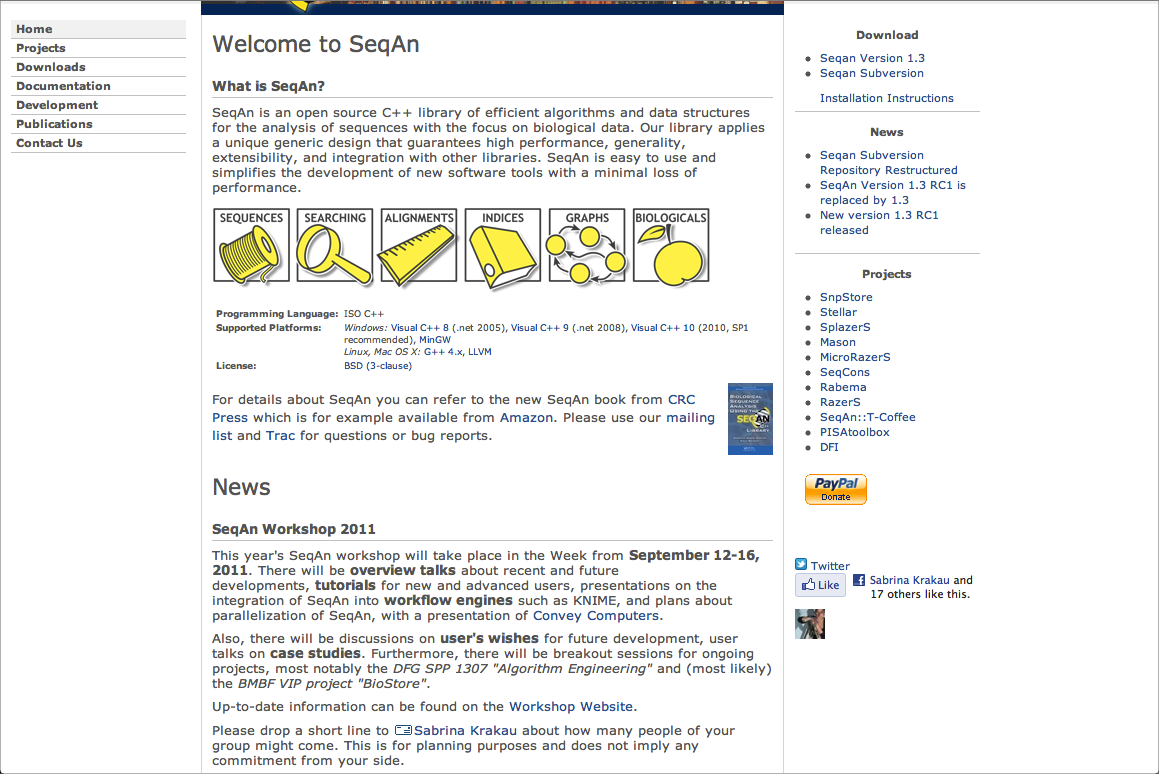 Home
Projects
Downloads
Documentation
Development
Publications
Contact Us
Welcome to SeqAn
What is SeqAn?
SeqAn is an open source C++ library of efficient algorithms and data structures
for the analysis of sequences with the focus on biological data. Our library applies
a unique generic design that guarantees high performance, generality,
extensibility, and integration with other libraries. SeqAn is easy to use and
simplifies the development of new software tools with a minimal loss of
performance.
SEQUENCES SEARCHING ALIGNMENTS INDICES GRAPHS BIOLOGICALS
Programming Language: ISO C++
Supported Platforms: Windows: Visual C++ 8 (.net 2005), Visual C++ 9 (.net 2008), Visual C++ 10 (2010, SP1
recommended), MinGW
Linux, Mac OS X: G++ 4.x, LLVM
License: BSD (3-clause)
For details about SeqAn you can refer to the new SeqAn book from CRC
Press which is for example available from Amazon. Please use our mailing
list and Trac for questions or bug reports.
BIOLOGICAL
SEQUENCE
ANALYSIS
USING THE
SEQAN
LIBRARY
News
SeqAn Workshop 2011
This year's SeqAn workshop will take place in the Week from September 12-16,
2011. There will be overview talks about recent and future
developments, tutorials for new and advanced users, presentations on the
integration of SeqAn into workflow engines such as KNIME, and plans about
parallelization of SeqAn, with a presentation of Convey Computers.
Also, there will be discussions on user's wishes for future development, user
talks on case studies. Furthermore, there will be breakout sessions for ongoing
projects, most notably the DFG SPP 1307 "Algorithm Engineering" and (most likely)
the BMBF VIP project "BioStore".
Up-to-date information can be found on the Workshop Website.
Please drop a short line to Sabrina Krakau about how many people of your
group might come. This is for planning purposes and does not imply any
commitment from your side.
Download
Seqan Version 1.3
Seqan Subversion
Installation Instructions
News
Seqan Subversion
Repository Restructured
SeqAn Version 1.3 RC1 is
replaced by 1.3
New version 1.3 RC1
released
Projects
SnpStore
Stellar
SplazerS
Mason
MicroRazerS
SeqCons
Rabema
RazerS
SeqAn::T-Coffee
PISAtoolbox
DFI
PayPal
Donate
Twitter
Like
Sabrina Krakau and
17 others like this.